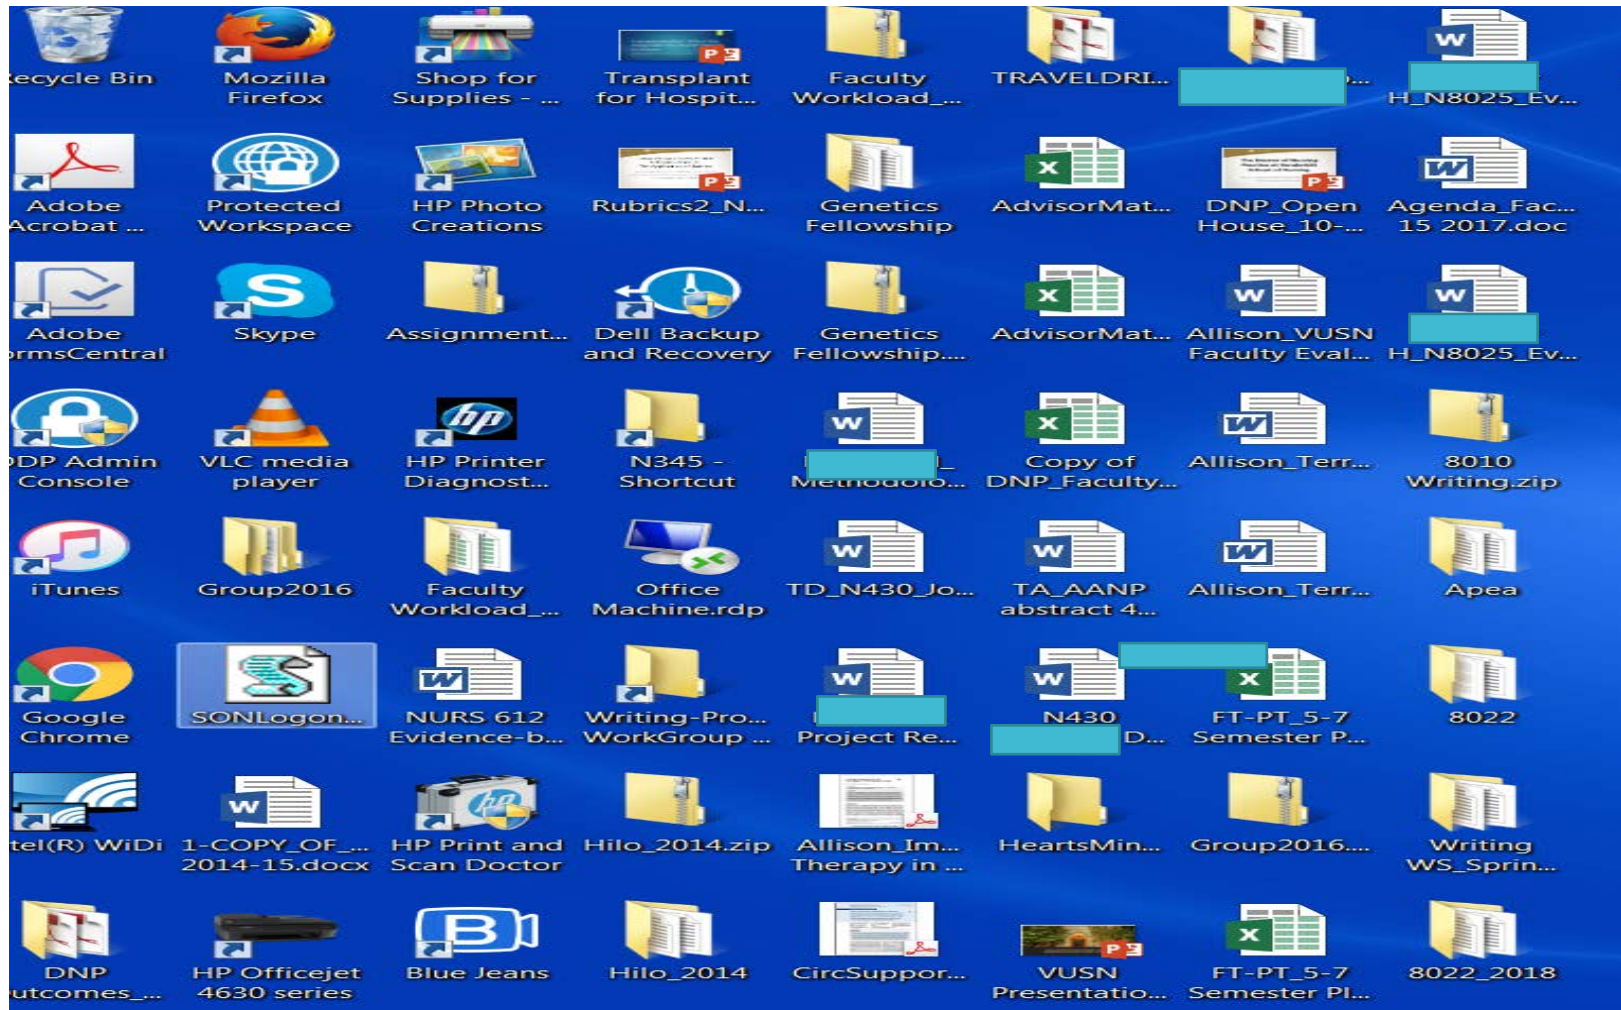 ecycle Bin
Mozilla
Firefox
Shop for
Supplies - ...
Transplant
for Hospit...
Faculty
Workload_...
TRAVELDRI...
H_N8025_Ev...
Adobe
Acrobat ...
Protected
Workspace
HP Photo
Creations
Rubrics2_N...
Genetics
Fellowship
AdvisorMat...
DNP_Open
House_10-...
Agenda_Fac...
15 2017.doc
Adobe
ormsCentral
Skype
Assignment...
Dell Backup
and Recovery
Genetics
Fellowship....
AdvisorMat...
Allison_VUSN
Faculty Eval...
H_N8025_Ev...
DDP Admin
Console
VLC media
player
hp
HP Printer
Diagnost...
N345 -
Shortcut
Methodolo...
Copy of
DNP_Faculty...
Allison_Terr...
8010
Writing.zip
iTunes
Group2016
Faculty
Workload_...
Office
Machine.rdp
TD_N430_Jo...
TA_AANP
abstract 4...
Allison_Terr...
Apea
Google
Chrome
SONLogon...
NURS 612
Evidence-b...
Writing-Pro...
WorkGroup ...
Project Re...
N430
D...
FT-PT_5-7
Semester P...
8022
tel(R) WiDi
1-COPY_OF_...
2014-15.docx
HP Print and
Scan Doctor
Hilo_2014.zip
Allison_Im...
Therapy in ...
HeartsMin...
Group2016....
Writing
WS_Sprin...
DNP
utcomes_...
HP Officejet
4630 series
Blue Jeans
Hilo_2014
CircSuppor...
VUSN
Presentatio...
FT-PT_5-7
Semester Pl...
8022_2018